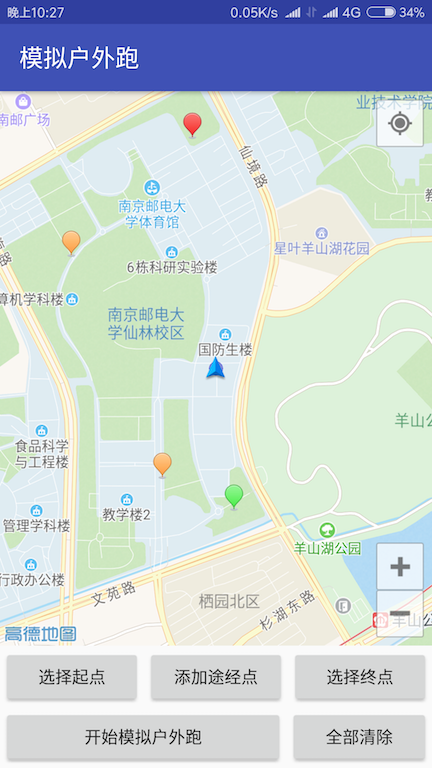 晚上10:27
0.05K/s
4G
34%
模拟户外跑
业技术学院
南邮广场
仙境路
南京邮电大
学体育馆
星叶羊山湖花园
6栋科研实验楼
算机学科楼
南京邮电大
学仙林校区
国防生楼
羊山公
食品科学
与工程楼
教学楼2
管理学科楼
羊山湖公园
行政办公楼
文苑路
栖园北区
杉湖东路
羊山公
高德地图
选择起点
添加途经点
选择终点
开始模拟户外跑
全部清除